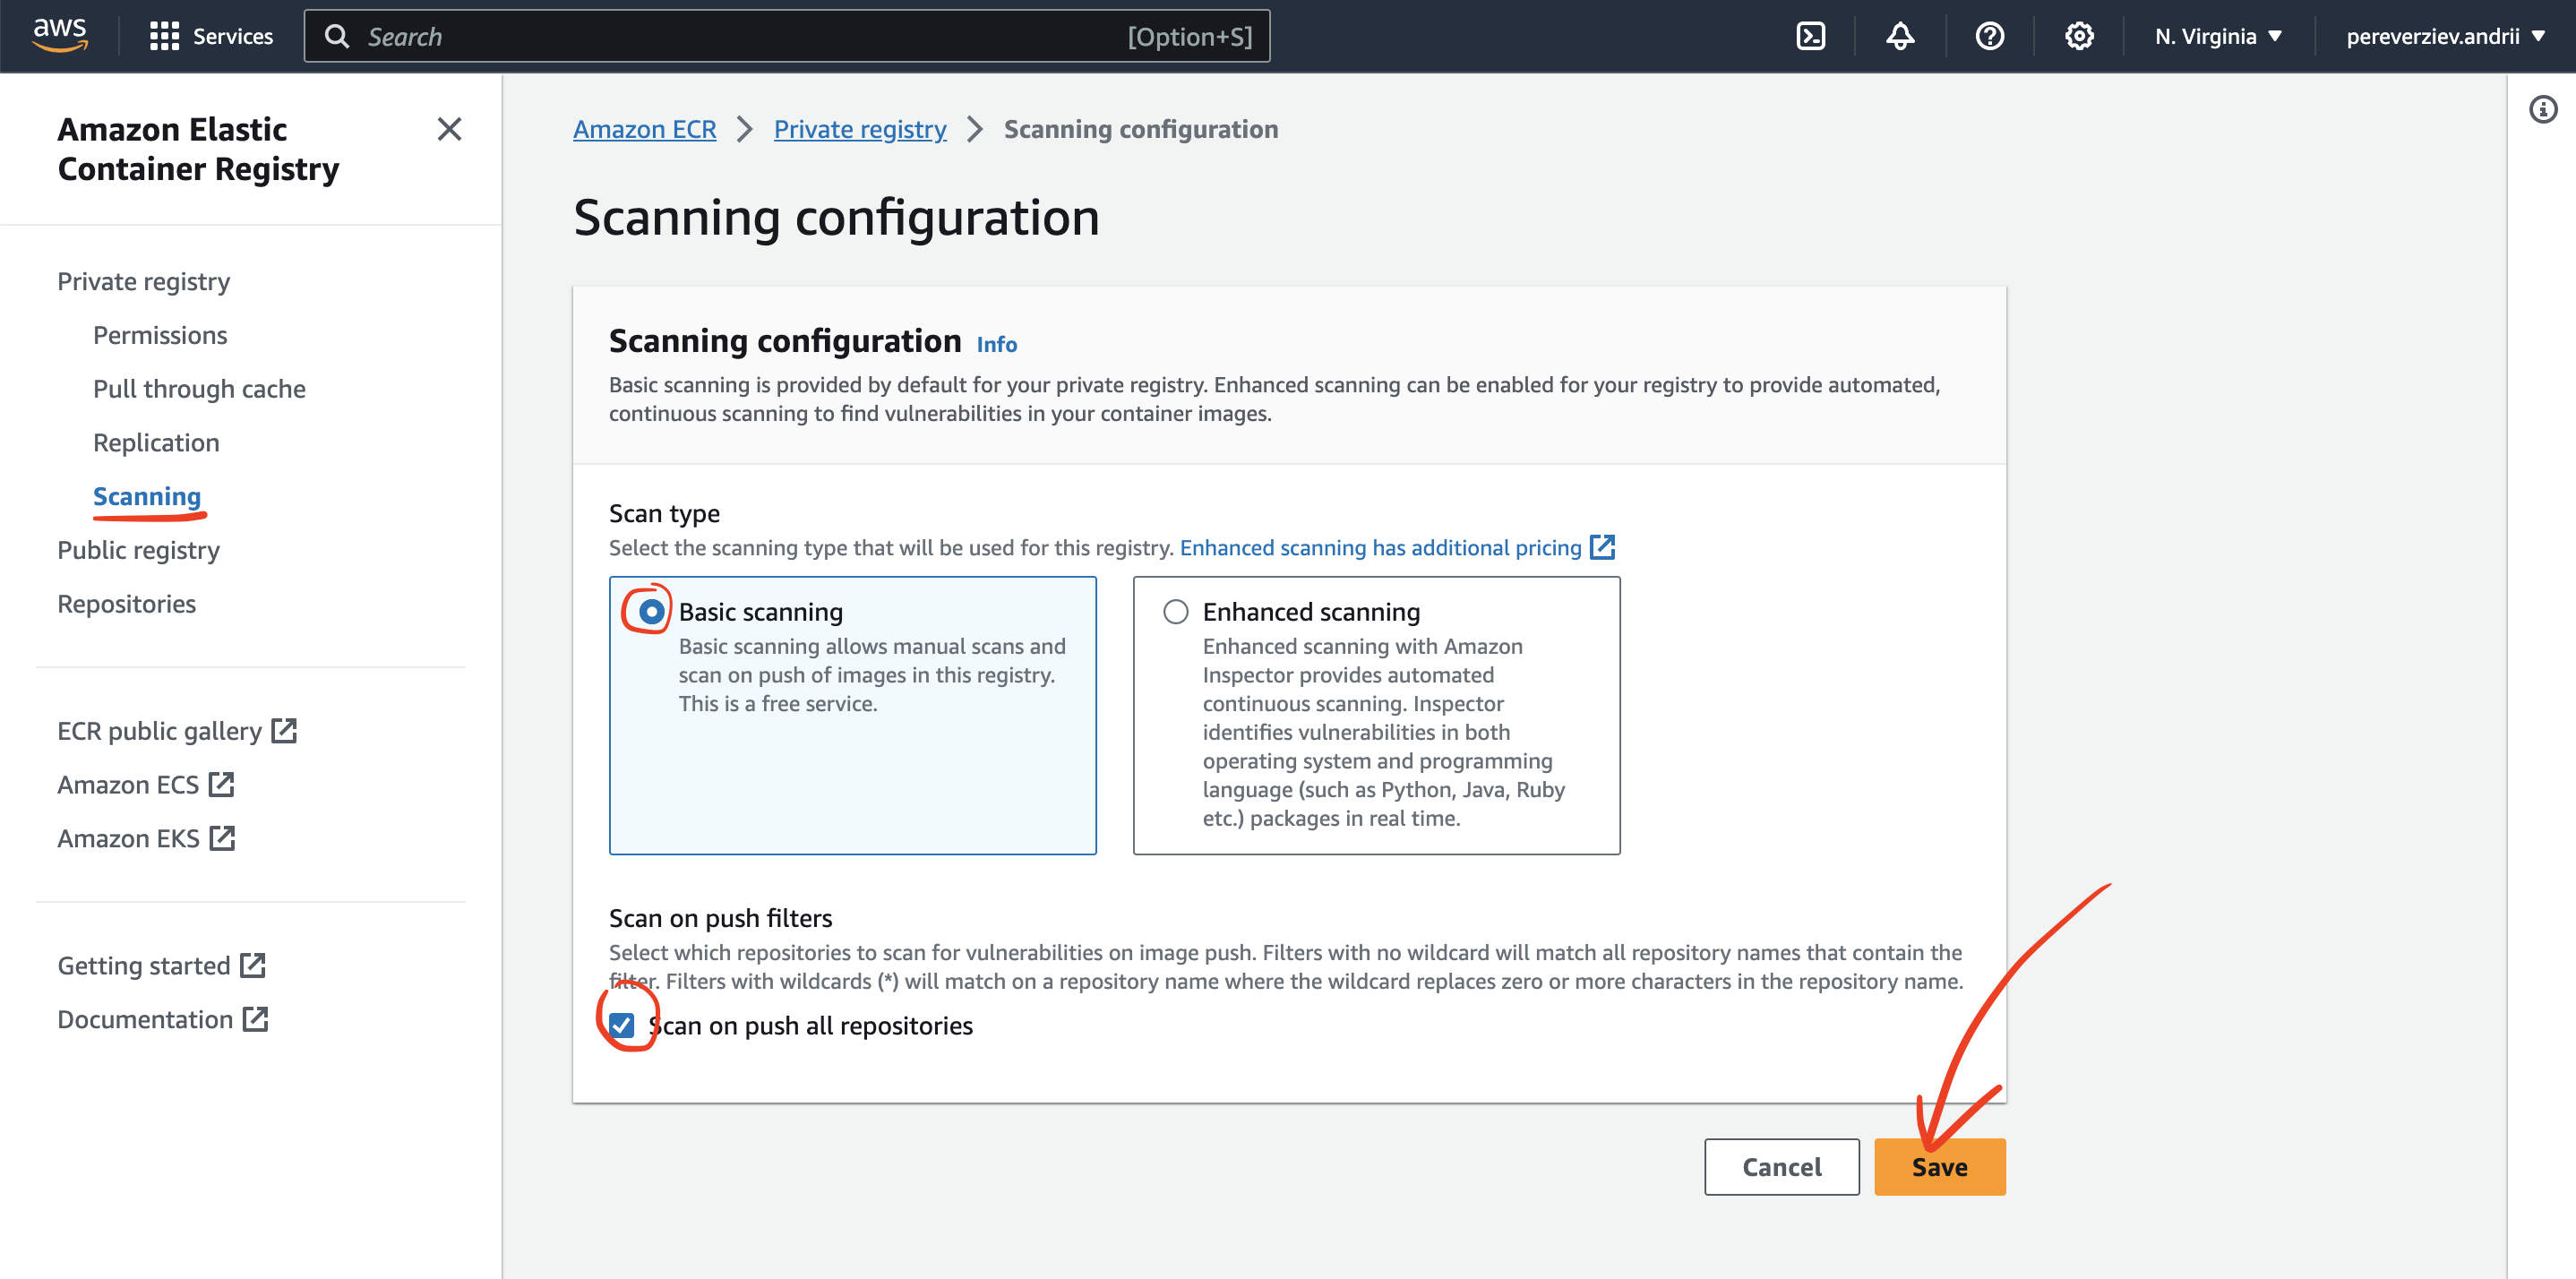 aws
Services
Search
[Option+S]
N. Virginia
pereverziev.andrii
Amazon Elastic
Container Registry
Private registry
Permissions
Pull through cache
Replication
Scanning
Public registry
Repositories
ECR public gallery
Amazon ECS
Amazon EKS
Getting started
Documentation
Amazon ECR
Private registry
Scanning configuration
Scanning configuration
Scanning configuration Info
Basic scanning is provided by default for your private registry. Enhanced scanning can be enabled for your registry to provide automated,
continuous scanning to find vulnerabilities in your container images.
Scan type
Select the scanning type that will be used for this registry. Enhanced scanning has additional pricing
Basic scanning
Basic scanning allows manual scans and
scan on push of images in this registry.
This is a free service.
Enhanced scanning
Enhanced scanning with Amazon
Inspector provides automated
continuous scanning. Inspector
identifies vulnerabilities in both
operating system and programming
language (such as Python, Java, Ruby
etc.) packages in real time.
Scan on push filters
Select which repositories to scan for vulnerabilities on image push. Filters with no wildcard will match all repository names that contain the
filter. Filters with wildcards (*) will match on a repository name where the wildcard replaces zero or more characters in the repository name.
Scan on push all repositories
Cancel
Save